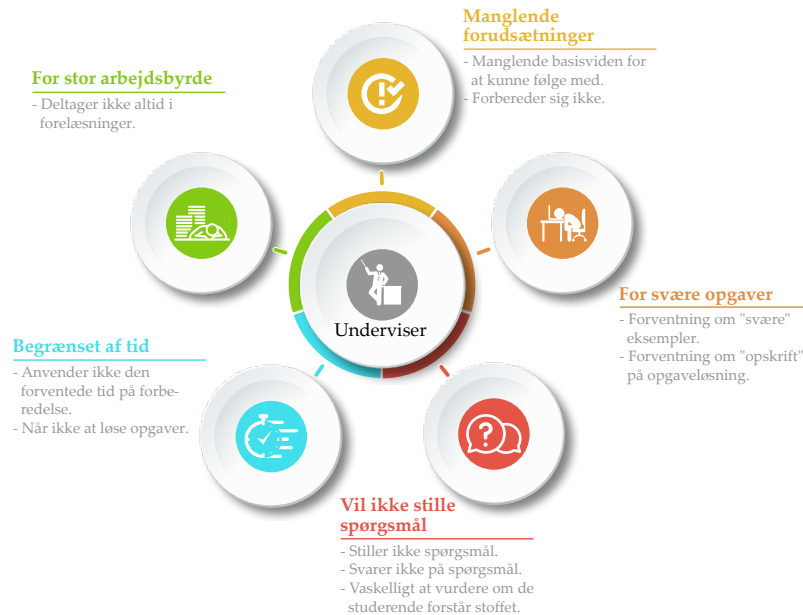 Manglende
forudsætninger
- Manglende basisviden for
at kunne følge med.
- Forbereder sig ikke.
For stor arbejdsbyrde
- Deltager ikke altid i
forelæsninger.
Underviser
For svære opgaver
- Forventning om "svære"
eksempler.
- Forventning om "opskrift"
på opgaveløsning.
Begrænset af tid
- Anvender ikke den
forventede tid på forbe-
redelse.
- Når ikke at løse opgaver.
Vil ikke stille
spørgsmål
- Stiller ikke spørgsmål.
- Svarer ikke på spørgsmål.
- Vaskelligt at vurdere om de
studerende forstår stoffet.